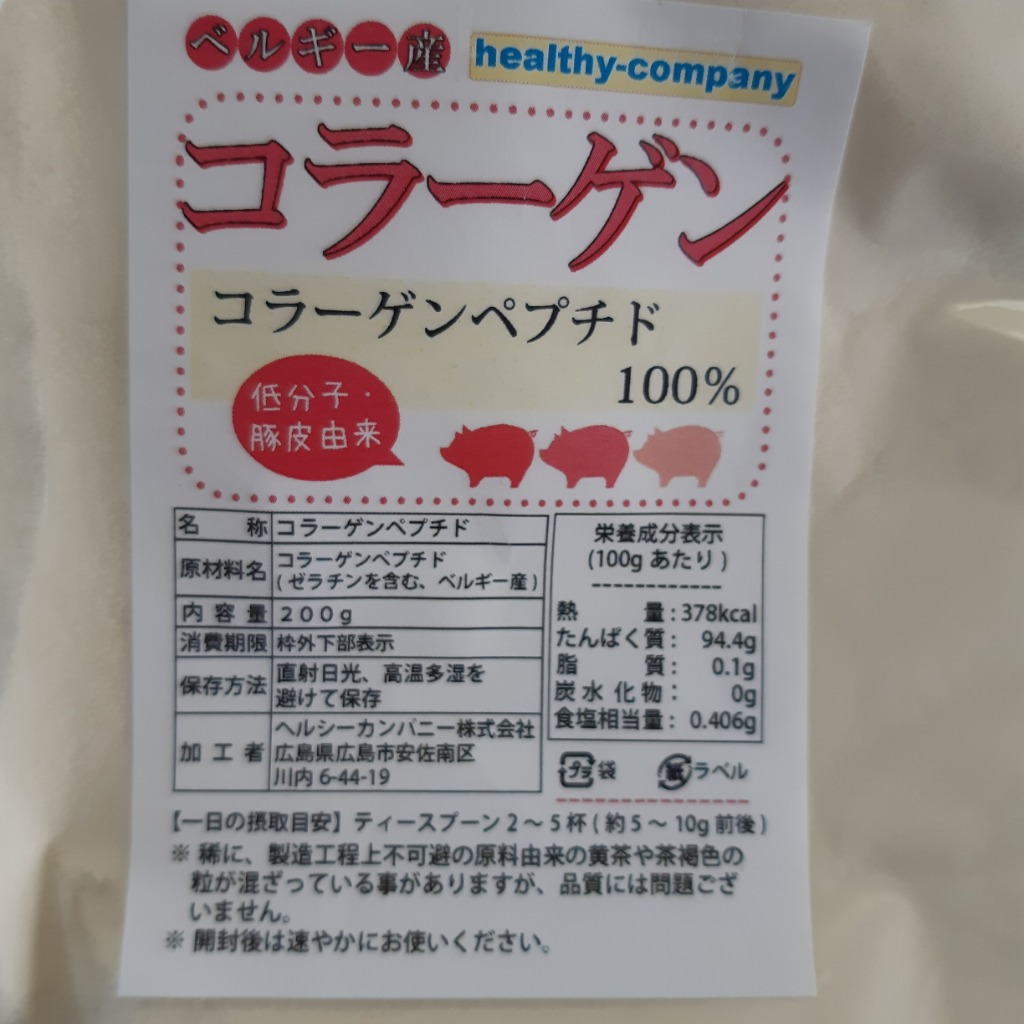 ベルギー産
healthy-company
コラーゲン
コラーゲンペプチド
100%
低分子・
豚皮由来
名称 コラーゲンペプチド
原材料名 コラーゲンペプチド
(ゼラチンを含む、ベルギー産)
内容量 200g
消費期限 枠外下部表示
保存方法 直射日光、高温多湿を
避けて保存
加工者 ヘルシーカンパニー株式会社
広島県広島市安佐南区
川内6-44-19
栄養成分表示
(100gあたり)
熱量:378kcal
たんぱく質: 94.4g
脂質: 0.1g
炭水化物: 0g
食塩相当量: 0.406g
プラ 袋 紙 ラベル
【一日の摂取目安】ティースプーン2～5杯(約5～10g前後)
※ 稀に、製造工程上不可避の原料由来の黄茶や茶褐色の
粒が混ざっている事がありますが、品質には問題ござ
いません。
※ 開封後は速やかにお使いください。